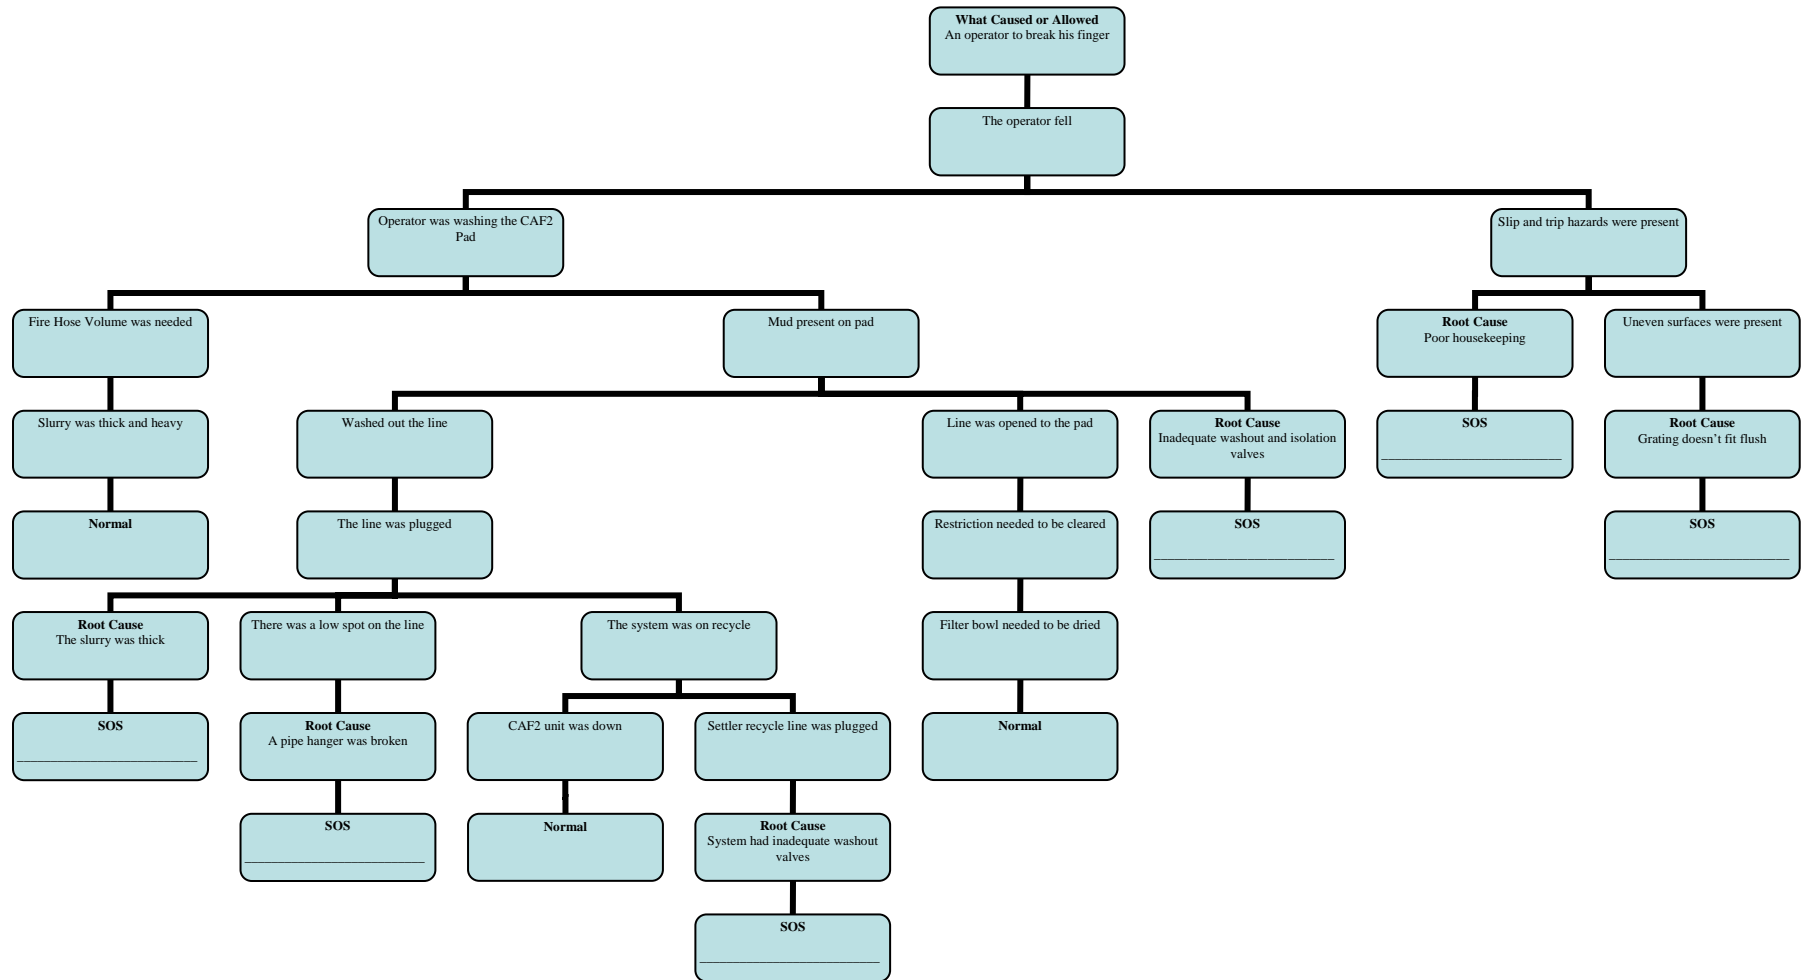 What Caused or Allowed
An operator to break his finger
The operator fell
Operator was washing the CAF2
Pad
Slip and trip hazards were present
Fire Hose Volume was needed
Mud present on pad
Root Cause
Poor housekeeping
Uneven surfaces were present
Slurry was thick and heavy
Washed out the line
Line was opened to the pad
Root Cause
Inadequate washout and isolation
valves
SOS
Root Cause
Grating doesn’t fit flush
Normal
The line was plugged
Restriction needed to be cleared
SOS
SOS
Root Cause
The slurry was thick
There was a low spot on the line
The system was on recycle
Filter bowl needed to be dried
SOS
Root Cause
A pipe hanger was broken
CAF2 unit was down
Settler recycle line was plugged
Normal
SOS
Normal
Root Cause
System had inadequate washout
valves
SOS